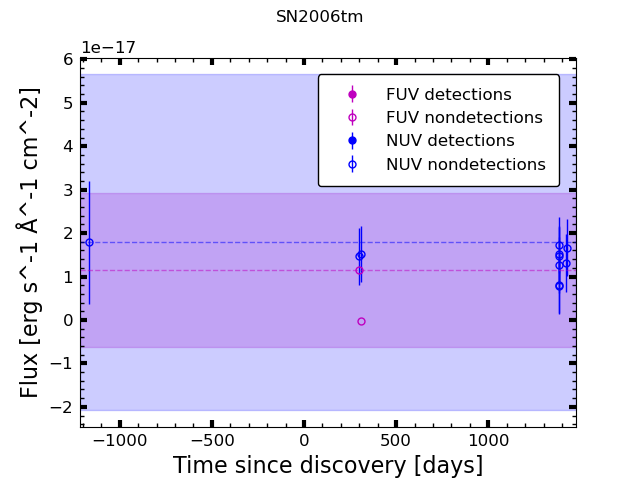 SN2006tm
1e−17
6
5
4
3
2
1
0
−1
−2
−1000 −500 0 500 1000
Flux [erg s^-1 Å^-1 cm^-2]
Time since discovery [days]
FUV detections
FUV nondetections
NUV detections
NUV nondetections